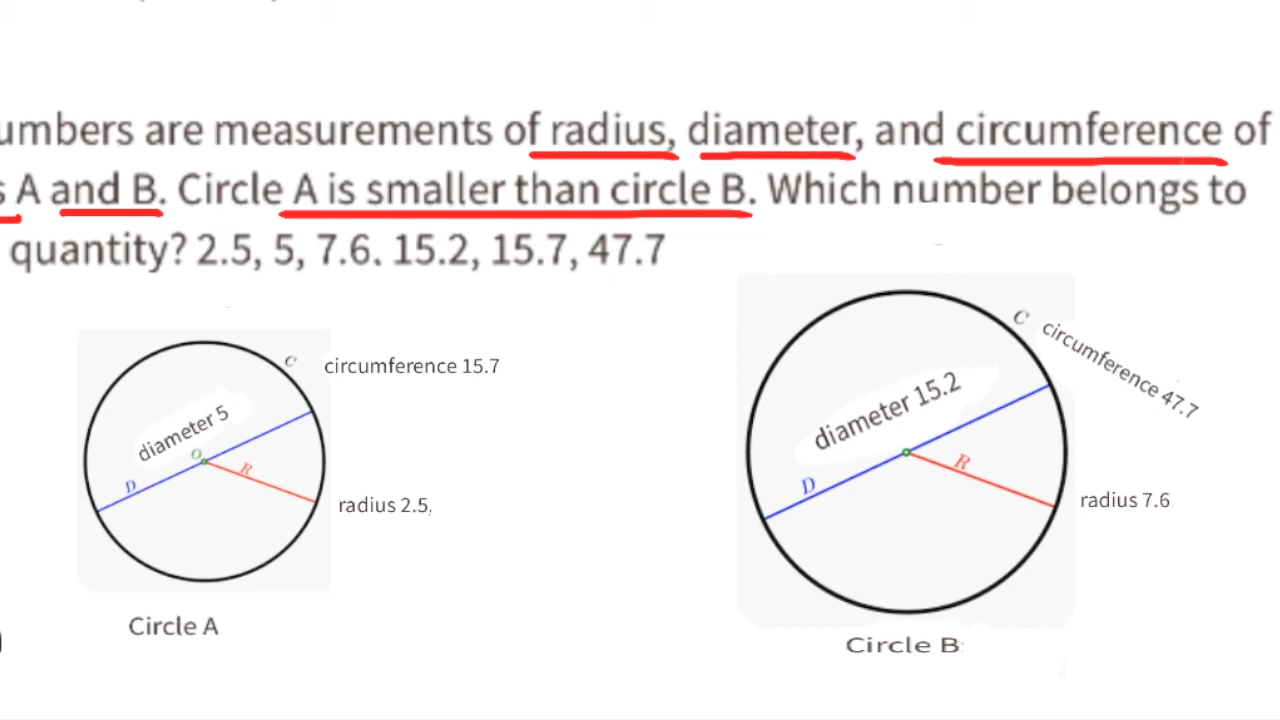 umbers are measurements of radius, diameter, and circumference of
s A and B. Circle A is smaller than circle B. Which number belongs to
quantity? 2.5, 5, 7.6. 15.2, 15.7, 47.7
C circumference 15.7
diameter 5
O
R
D
radius 2.5,
Circle A
C circumference 47.7
diameter 15.2
R
D
radius 7.6
Circle B